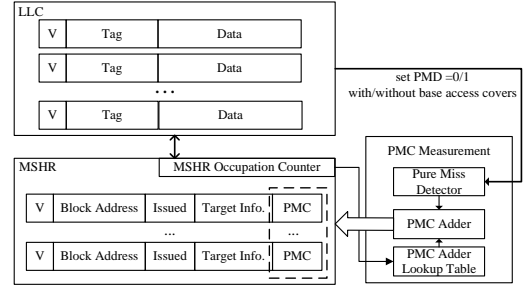 LLC
V Tag Data
V Tag Data
...
V Tag Data
set PMD =0/1
with/without base access covers
MSHR
MSHR Occupation Counter
V Block Address Issued Target Info. PMC
... ...
V Block Address Issued Target Info. PMC
PMC Measurement
Pure Miss
Detector
PMC Adder
PMC Adder
Lookup Table